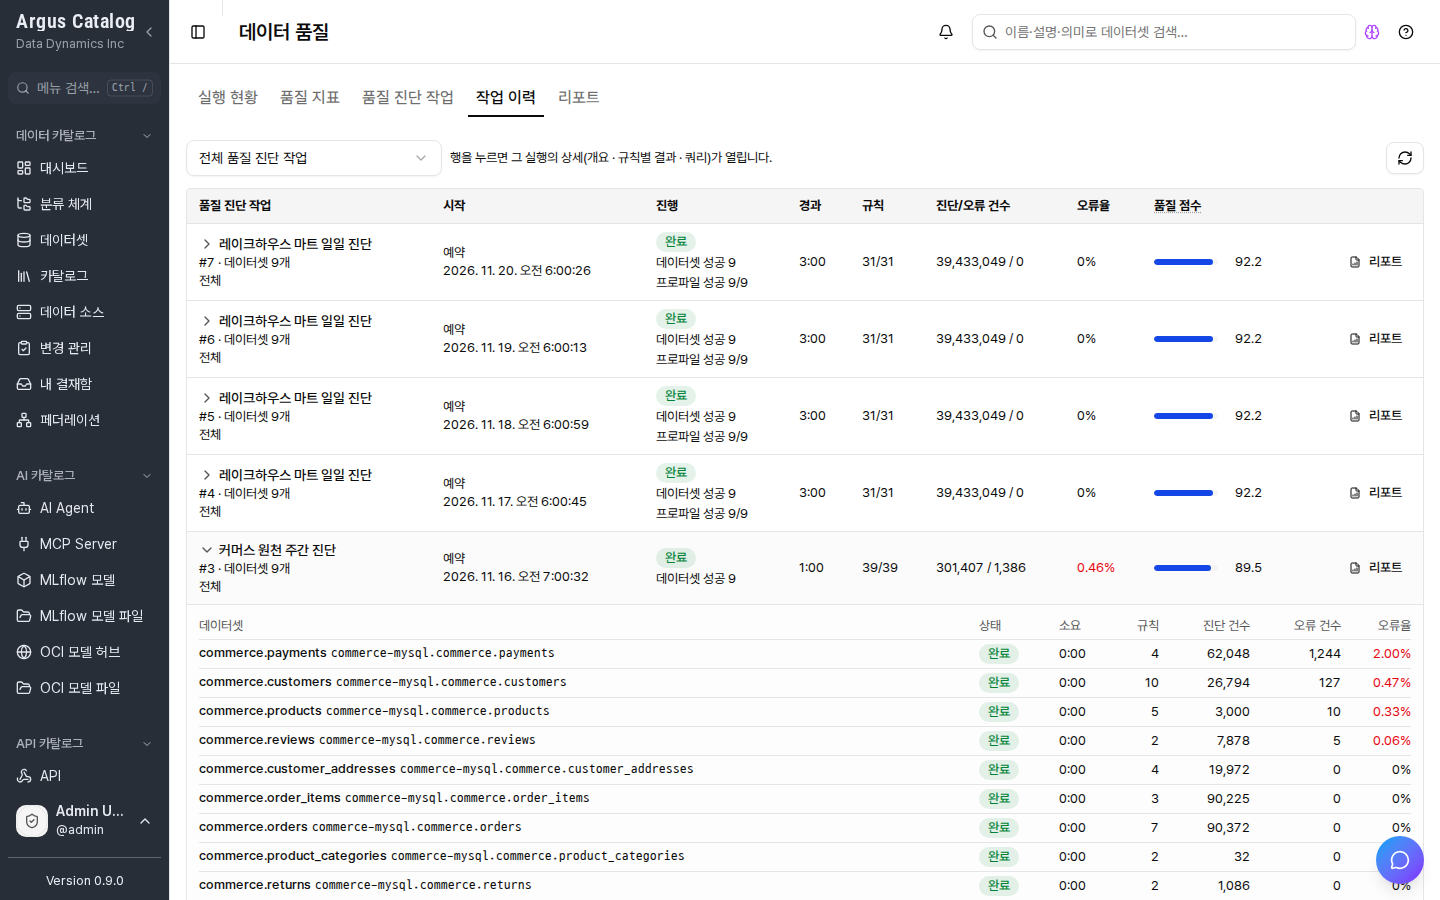 Argus Catalog
Data Dynamics Inc
메뉴 검색... Ctrl /
데이터 카탈로그
대시보드
분류 체계
데이터셋
카탈로그
데이터 소스
변경 관리
내 결재함
페더레이션
AI 카탈로그
AI Agent
MCP Server
MLflow 모델
MLflow 모델 파일
OCI 모델 허브
OCI 모델 파일
API 카탈로그
API
Admin U...
@admin
Version 0.9.0
데이터 품질
이름·설명·의미로 데이터셋 검색...
실행 현황 품질 지표 품질 진단 작업 작업 이력 리포트
전체 품질 진단 작업 행을 누르면 그 실행의 상세(개요 · 규칙별 결과 · 쿼리)가 열립니다.
품질 진단 작업 시작 진행 경과 규칙 진단/오류 건수 오류율 품질 점수
레이크하우스 마트 일일 진단
#7 · 데이터셋 9개
전체
예약
2026. 11. 20. 오전 6:00:26
완료
데이터셋 성공 9
프로파일 성공 9/9
3:00 31/31 39,433,049 / 0 0% 92.2 리포트
레이크하우스 마트 일일 진단
#6 · 데이터셋 9개
전체
예약
2026. 11. 19. 오전 6:00:13
완료
데이터셋 성공 9
프로파일 성공 9/9
3:00 31/31 39,433,049 / 0 0% 92.2 리포트
레이크하우스 마트 일일 진단
#5 · 데이터셋 9개
전체
예약
2026. 11. 18. 오전 6:00:59
완료
데이터셋 성공 9
프로파일 성공 9/9
3:00 31/31 39,433,049 / 0 0% 92.2 리포트
레이크하우스 마트 일일 진단
#4 · 데이터셋 9개
전체
예약
2026. 11. 17. 오전 6:00:45
완료
데이터셋 성공 9
프로파일 성공 9/9
3:00 31/31 39,433,049 / 0 0% 92.2 리포트
커머스 원천 주간 진단
#3 · 데이터셋 9개
전체
예약
2026. 11. 16. 오전 7:00:32
완료
데이터셋 성공 9
1:00 39/39 301,407 / 1,386 0.46% 89.5 리포트
데이터셋 상태 소요 규칙 진단 건수 오류 건수 오류율
commerce.payments commerce-mysql.commerce.payments 완료 0:00 4 62,048 1,244 2.00%
commerce.customers commerce-mysql.commerce.customers 완료 0:00 10 26,794 127 0.47%
commerce.products commerce-mysql.commerce.products 완료 0:00 5 3,000 10 0.33%
commerce.reviews commerce-mysql.commerce.reviews 완료 0:00 2 7,878 5 0.06%
commerce.customer_addresses commerce-mysql.commerce.customer_addresses 완료 0:00 4 19,972 0 0%
commerce.order_items commerce-mysql.commerce.order_items 완료 0:00 3 90,225 0 0%
commerce.orders commerce-mysql.commerce.orders 완료 0:00 7 90,372 0 0%
commerce.product_categories commerce-mysql.commerce.product_categories 완료 0:00 2 32 0
commerce.returns commerce-mysql.commerce.returns 완료 0:00 2 1,086 0 0%